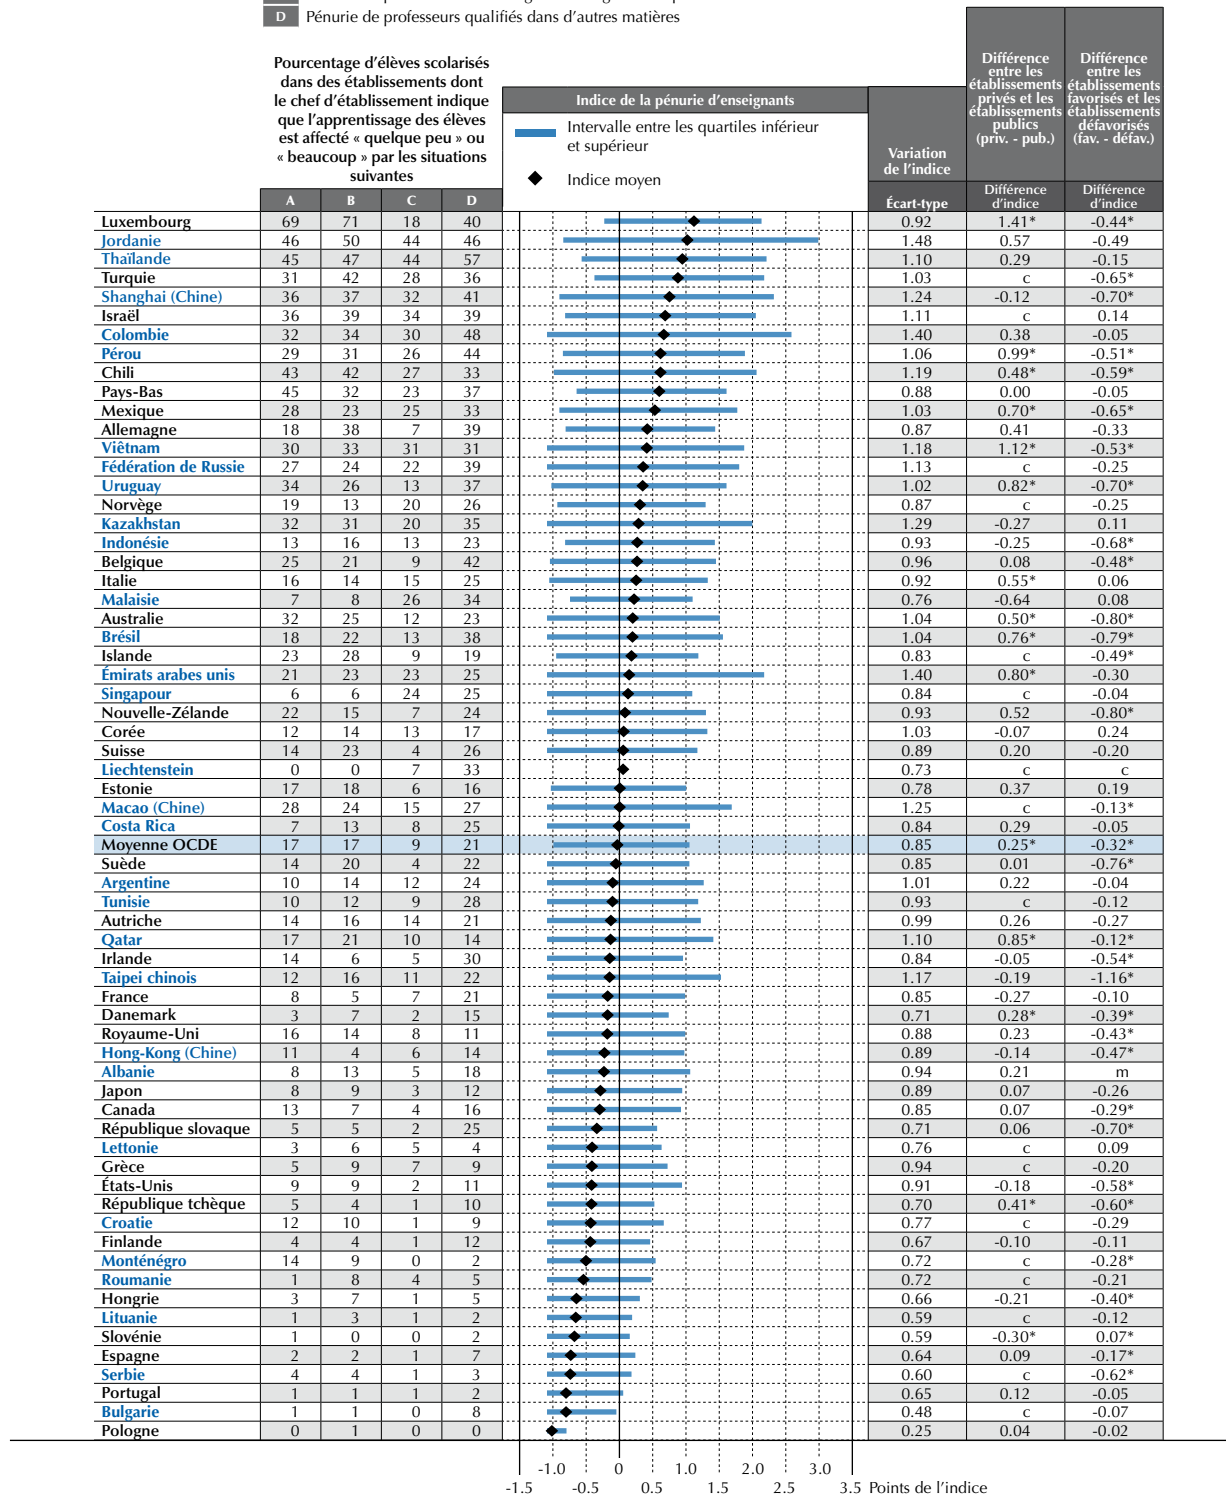 D Pénurie de professeurs qualifiés dans d'autres matières
Pourcentage d'élèves scolarisés
dans des établissements dont
le chef d'établissement indique
que l'apprentissage des élèves
est affecté « quelque peu » ou
« beaucoup » par les situations
suivantes
Indice de la pénurie d'enseignants
Intervalle entre les quartiles inférieur
et supérieur
Indice moyen
Variation
de l'indice
Différence
entre les
établissements
privés et les
établissements
publics
(priv. - pub.)
Différence
entre les
établissements
favorisés et les
établissements
défavorisés
(fav. - défav.)
A B C D Écart-type Différence d'indice Différence d'indice
Luxembourg 69 71 18 40 0.92 1.41* -0.44*
Jordanie 46 50 44 46 1.48 0.57 -0.49
Thaïlande 45 47 44 57 1.10 0.29 -0.15
Turquie 31 42 28 36 1.03 c -0.65*
Shanghai (Chine) 36 37 32 41 1.24 -0.12 -0.70*
Israël 36 39 34 39 1.11 c 0.14
Colombie 32 34 30 48 1.40 0.38 -0.05
Pérou 29 31 26 44 1.06 0.99* -0.51*
Chili 43 42 27 33 1.19 0.48* -0.59*
Pays-Bas 45 32 23 37 0.88 0.00 -0.05
Mexique 28 23 25 33 1.03 0.70* -0.65*
Allemagne 18 38 7 39 0.87 0.41 -0.33
Viêtnam 30 33 31 31 1.18 1.12* -0.53*
Fédération de Russie 27 24 22 39 1.13 c -0.25
Uruguay 34 26 13 37 1.02 0.82* -0.70*
Norvège 19 13 20 26 0.87 c -0.25
Kazakhstan 32 31 20 35 1.29 -0.27 0.11
Indonésie 13 16 13 23 0.93 -0.25 -0.68*
Belgique 25 21 9 42 0.96 0.08 -0.48*
Italie 16 14 15 25 0.92 0.55* 0.06
Malaisie 7 8 26 34 0.76 -0.64 0.08
Australie 32 25 12 23 1.04 0.50* -0.80*
Brésil 18 22 13 38 1.04 0.76* -0.79*
Islande 23 28 9 19 0.83 c -0.49*
Émirats arabes unis 21 23 23 25 1.40 0.80* -0.30
Singapour 6 6 24 25 0.84 c -0.04
Nouvelle-Zélande 22 15 7 24 0.93 0.52 -0.80*
Corée 12 14 13 17 1.03 -0.07 0.24
Suisse 14 23 4 26 0.89 0.20 -0.20
Liechtenstein 0 0 7 33 0.73 c c
Estonie 17 18 6 16 0.78 0.37 0.19
Macao (Chine) 28 24 15 27 1.25 c -0.13*
Costa Rica 7 13 8 25 0.84 0.29 -0.05
Moyenne OCDE 17 17 9 21 0.85 0.25* -0.32*
Suède 14 20 4 22 0.85 0.01 -0.76*
Argentine 10 14 12 24 1.01 0.22 -0.04
Tunisie 10 12 9 28 0.93 c -0.12
Autriche 14 16 14 21 0.99 0.26 -0.27
Qatar 17 21 10 14 1.10 0.85* -0.12*
Irlande 14 6 5 30 0.84 -0.05 -0.54*
Taipei chinois 12 16 11 22 1.17 -0.19 -1.16*
France 8 5 7 21 0.85 -0.27 -0.10
Danemark 3 7 2 15 0.71 0.28* -0.39*
Royaume-Uni 16 14 8 11 0.88 0.23 -0.43*
Hong-Kong (Chine) 11 4 6 14 0.89 -0.14 -0.47*
Albanie 8 13 5 18 0.94 0.21 m
Japon 8 9 3 12 0.89 0.07 -0.26
Canada 13 7 4 16 0.85 0.07 -0.29*
République slovaque 5 5 2 25 0.71 0.06 -0.70*
Lettonie 3 6 5 4 0.76 c 0.09
Grèce 5 9 7 9 0.94 c -0.20
États-Unis 9 9 2 11 0.91 -0.18 -0.58*
République tchèque 5 4 1 10 0.70 0.41* -0.60*
Croatie 12 10 1 9 0.77 c -0.29
Finlande 4 4 1 12 0.67 -0.10 -0.11
Monténégro 14 9 0 2 0.72 c -0.28*
Roumanie 1 8 4 5 0.72 c -0.21
Hongrie 3 7 1 5 0.66 -0.21 -0.40*
Lituanie 1 3 1 2 0.59 c -0.12
Slovénie 1 0 0 2 0.59 -0.30* 0.07*
Espagne 2 2 1 7 0.64 0.09 -0.17*
Serbie 4 4 1 3 0.60 c -0.62*
Portugal 1 1 1 2 0.65 0.12 -0.05
Bulgarie 1 1 0 8 0.48 c -0.07
Pologne 0 1 0 0 0.25 0.04 -0.02
-1.0 0 1.0 2.0 3.0
-1.5 -0.5 0.5 1.5 2.5 3.5 Points de l'indice